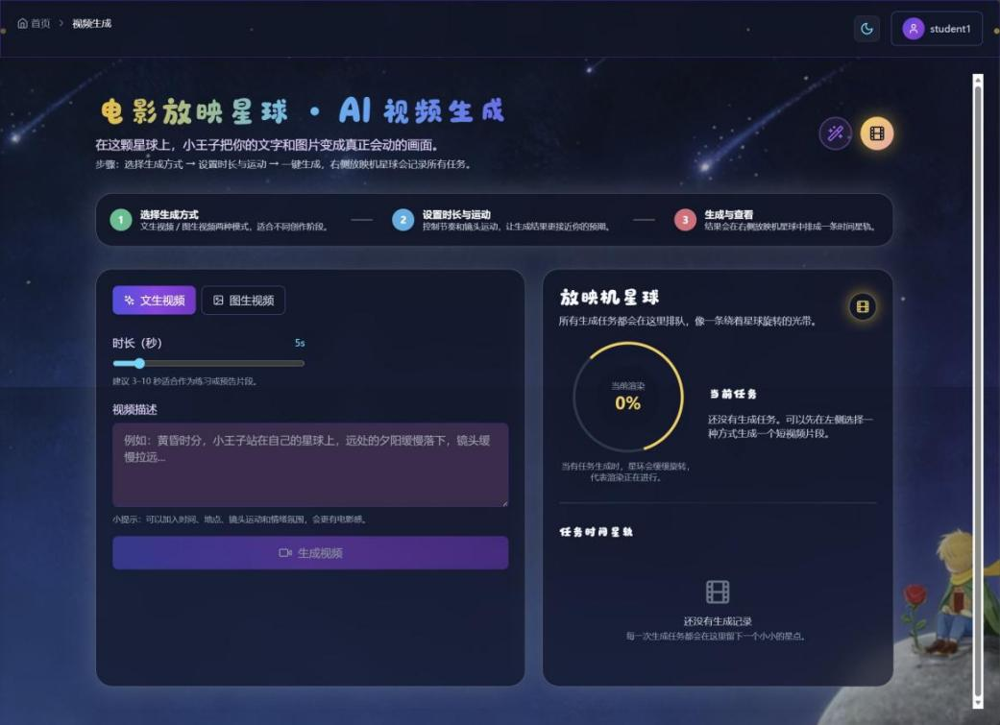 首页 > 视频生成
student1
电影放映星球 · AI 视频生成
在这颗星球上，小王子把你的文字和图片变成真正会动的画面。
步骤：选择生成方式 → 设置时长与运动 → 一键生成，右侧放映机星球会记录所有任务。
1 选择生成方式
文生视频 / 图生视频两种模式，适合不同创作阶段。
2 设置时长与运动
控制节奏和镜头运动，让生成结果更接近你的预期。
3 生成与查看
结果会在右侧放映机星球中排成一条时间星轨。
文生视频 图生视频
时长（秒） 5s
建议 3-10 秒适合作为练习或预告片段。
视频描述
例如：黄昏时分，小王子站在自己的星球上，远处的夕阳缓慢落下，镜头缓
慢拉远...
小提示：可以加入时间、地点、镜头运动和情绪氛围，会更有电影感。
生成视频
放映机星球
所有生成任务都会在这里排队，像一条绕着星球旋转的光带。
当前渲染
0%
当有任务生成时，星环会缓缓旋转，
代表渲染正在进行。
当前任务
还没有生成任务。可以先在左侧选择一
种方式生成一个短视频片段。
任务时间星轨
还没有生成记录
每一次生成任务都会在这里留下一个小小的星点。